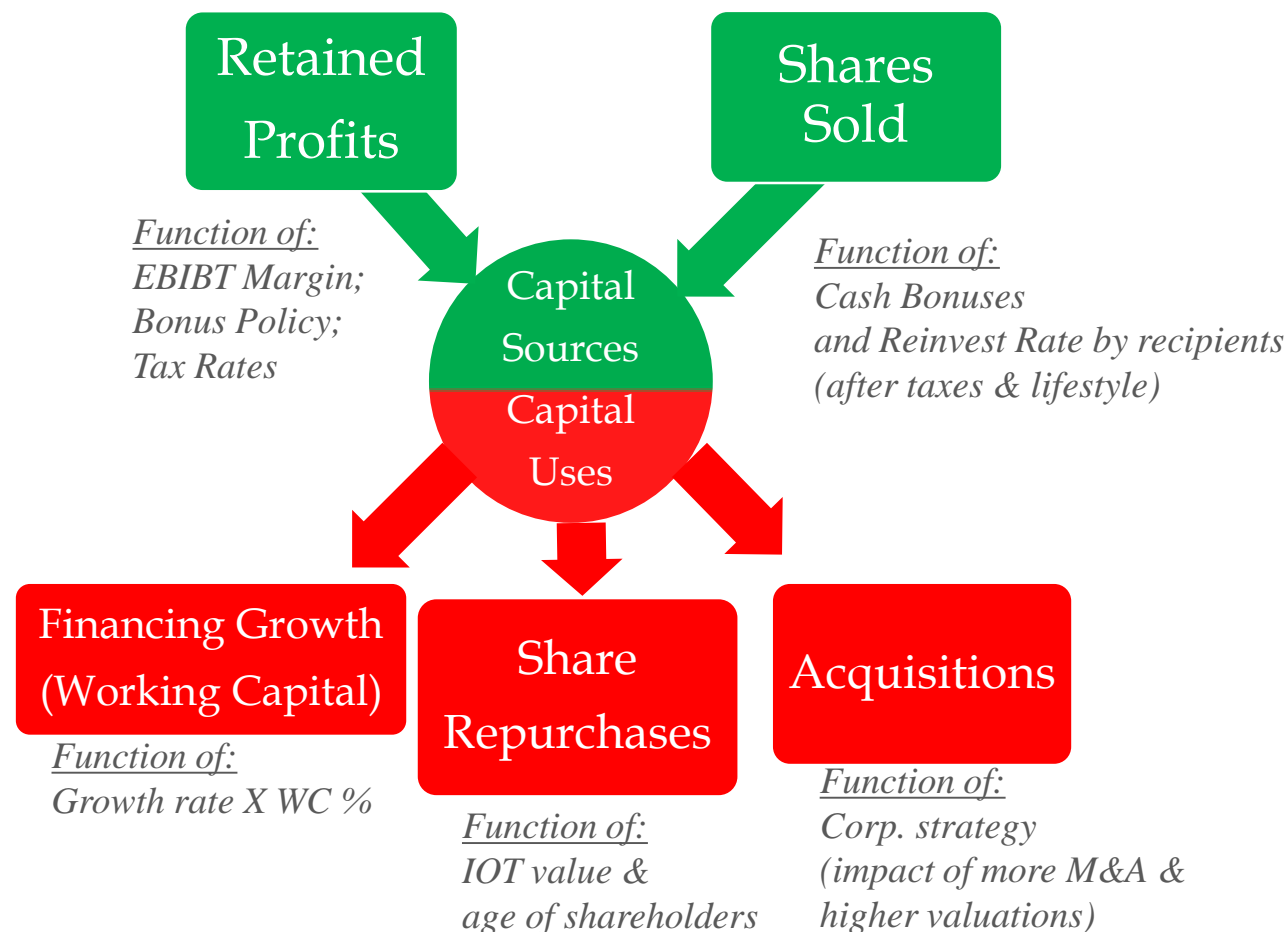 Retained
Profits
Shares
Sold
Function of:
EBIBT Margin;
Bonus Policy;
Tax Rates
Function of:
Cash Bonuses
and Reinvest Rate by recipients
(after taxes & lifestyle)
Capital
Sources
Capital
Uses
Financing Growth
(Working Capital)
Function of:
Growth rate X WC %
Share
Repurchases
Function of:
IOT value &
age of shareholders
Acquisitions
Function of:
Corp. strategy
(impact of more M&A &
higher valuations)